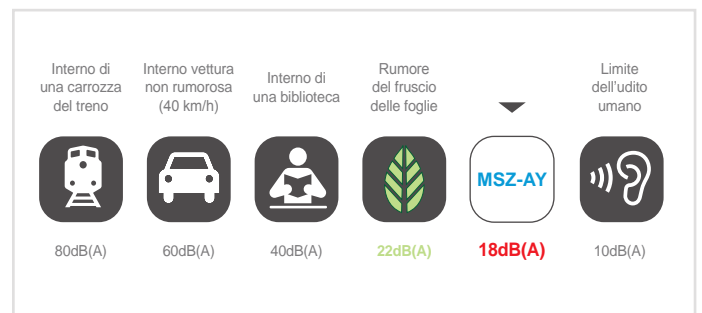 Interno di
una carrozza
del treno
Interno vettura
non rumorosa
(40 km/h)
Interno di
una biblioteca
Rumore
del fruscio
delle foglie
Limite
dell'udito
umano
MSZ-AY
80dB(A)
60dB(A)
40dB(A)
22dB(A)
18dB(A)
10dB(A)